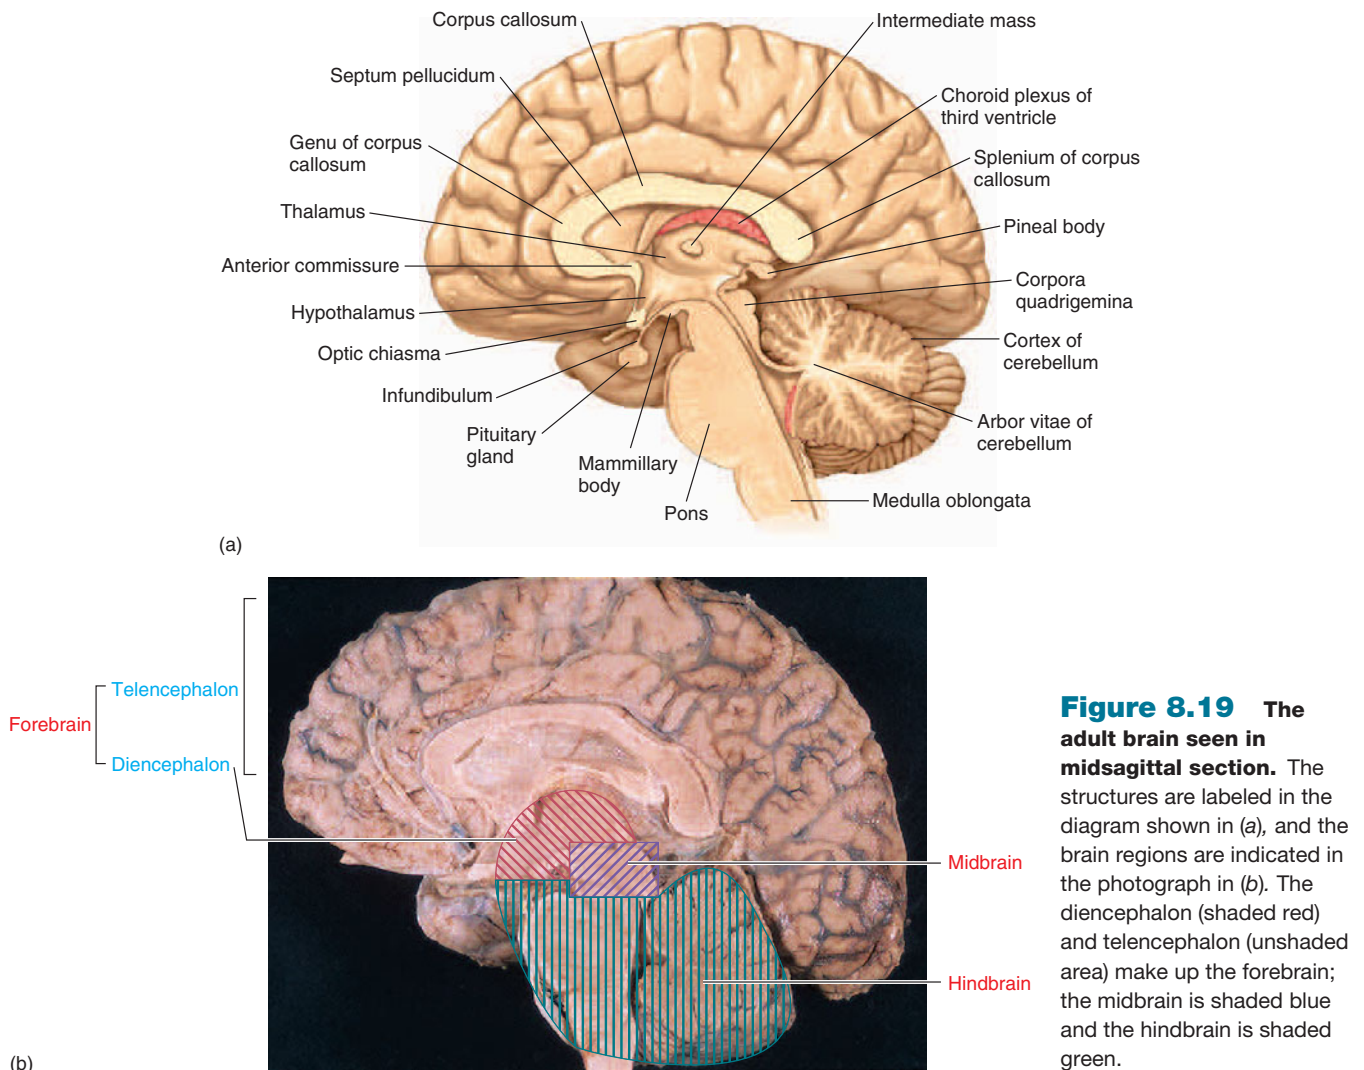 Corpus callosum
Intermediate mass
Septum pellucidum
Choroid plexus of
third ventricle
Genu of corpus
callosum
Splenium of corpus
callosum
Thalamus
Pineal body
Anterior commissure
Corpora
quadrigemina
Hypothalamus
Optic chiasma
Cortex of
cerebellum
Infundibulum
Pituitary
gland
Mammillary
body
Arbor vitae of
cerebellum
Pons
Medulla oblongata
(a)
Forebrain
Telencephalon
Diencephalon
Midbrain
Hindbrain
(b)
Figure 8.19 The
adult brain seen in
midsagittal section. The
structures are labeled in the
diagram shown in (a), and the
brain regions are indicated in
the photograph in (b). The
diencephalon (shaded red)
and telencephalon (unshaded
area) make up the forebrain;
the midbrain is shaded blue
and the hindbrain is shaded
green.